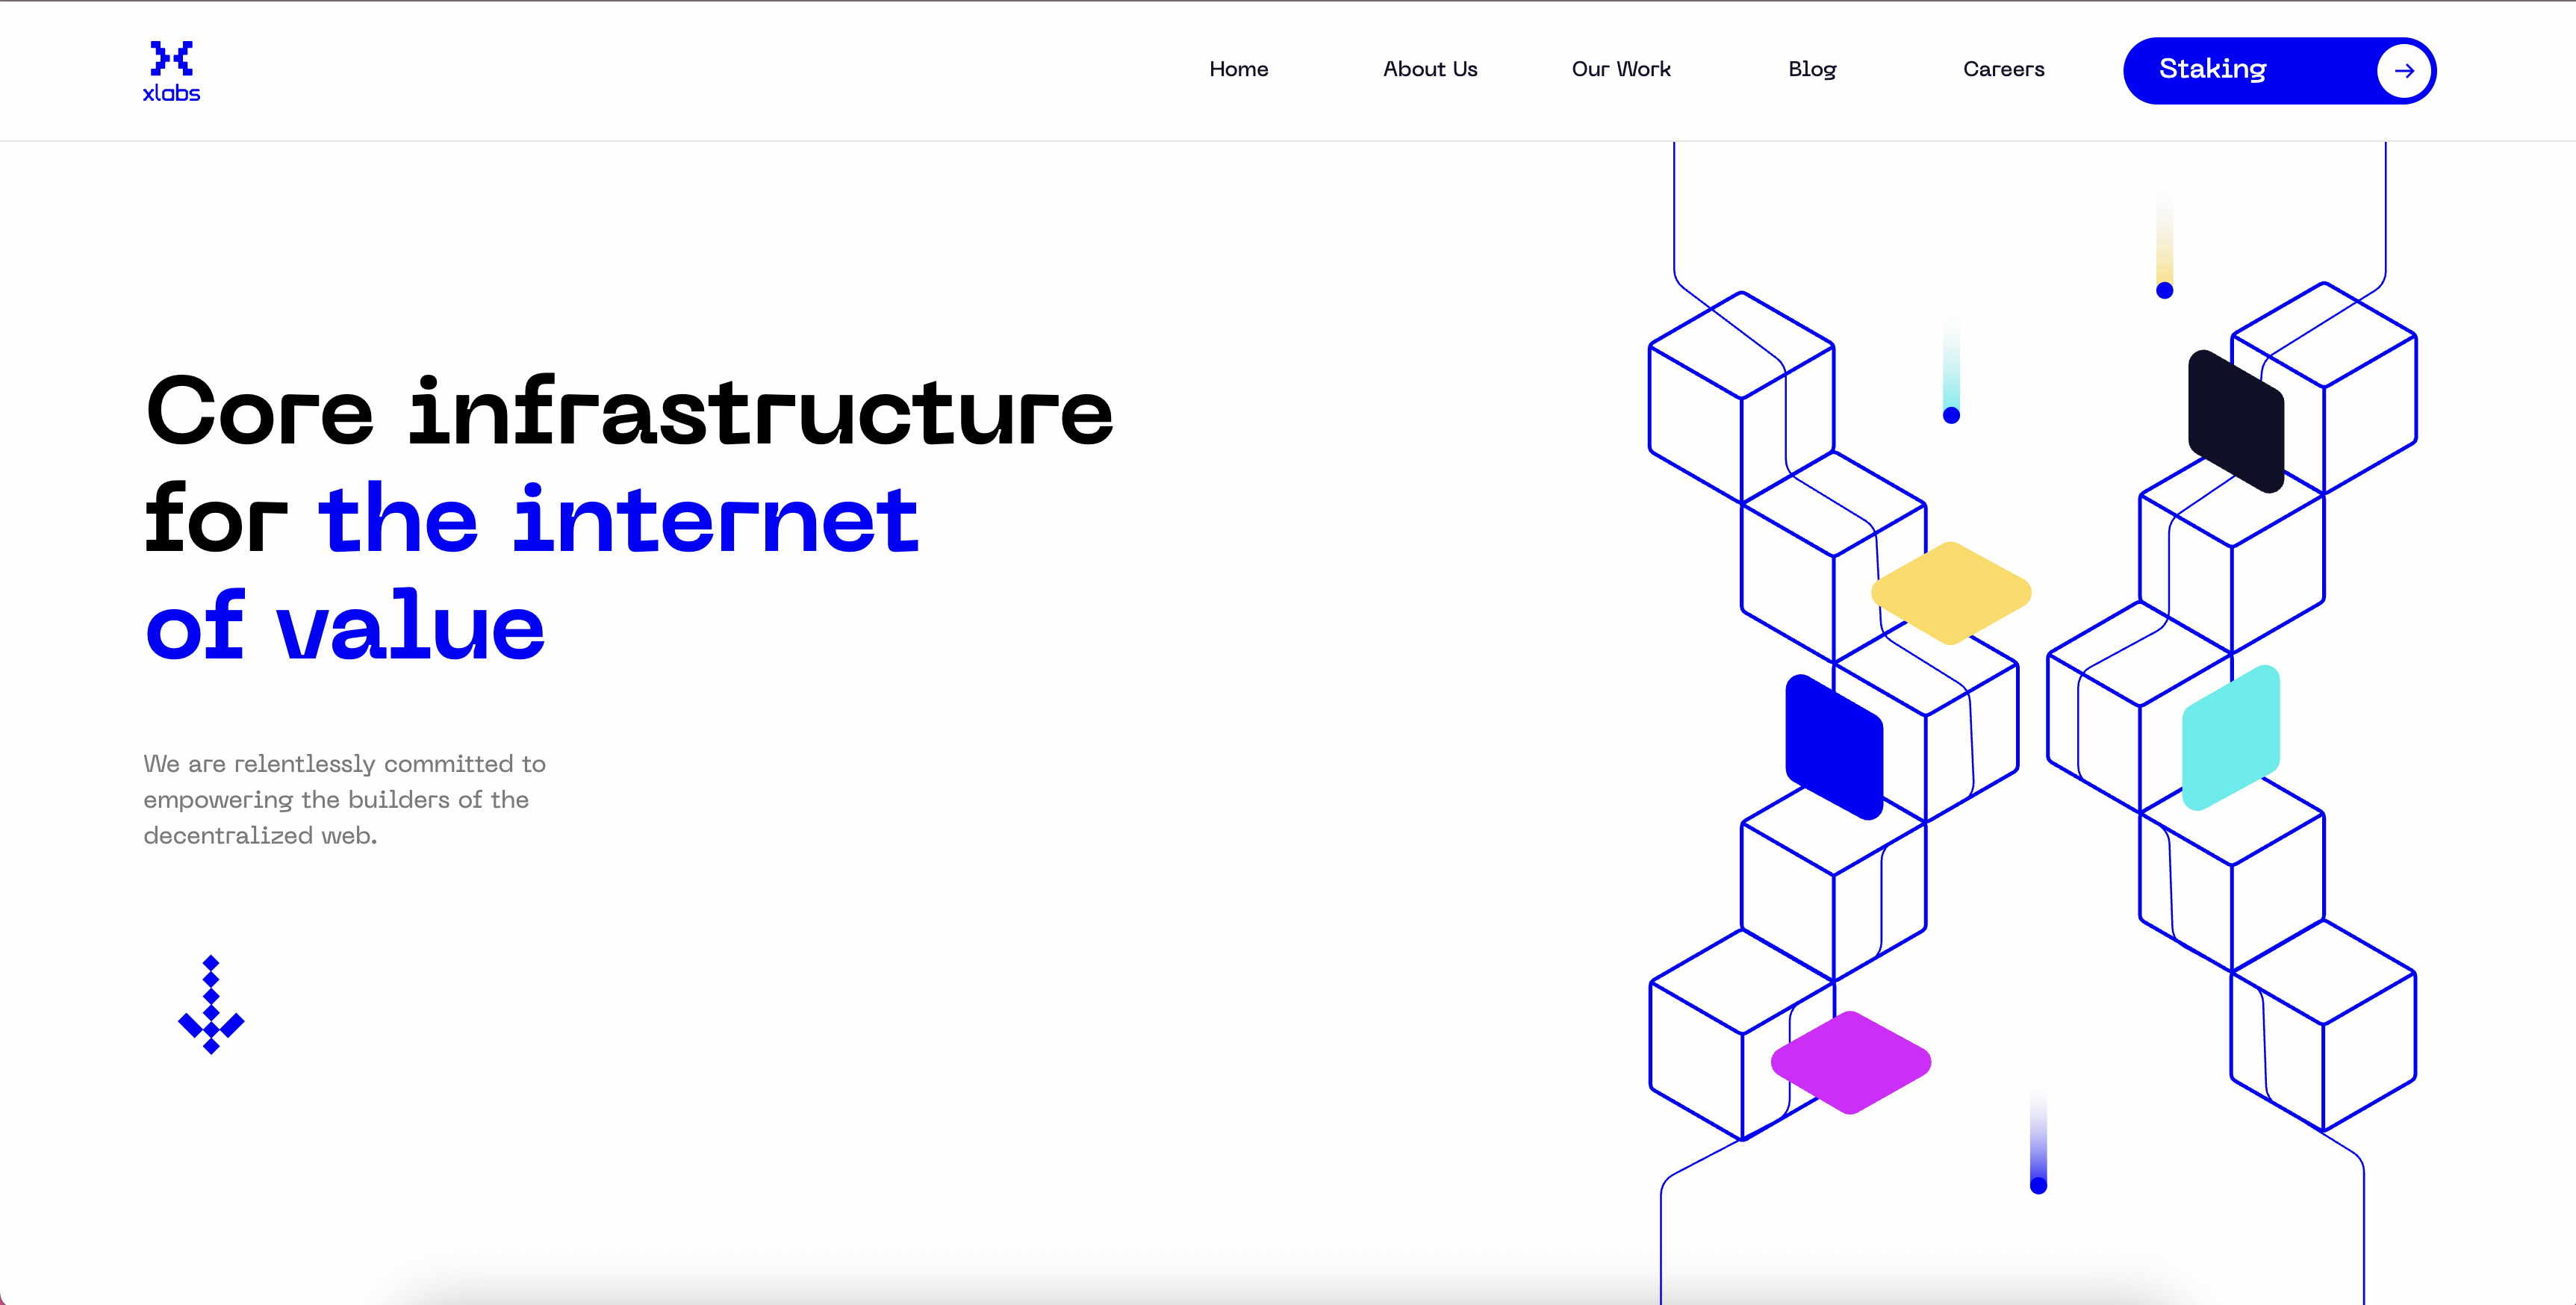 xlabs
Home
About Us
Our Work
Blog
Careers
Staking
Core infrastructure
for the internet
of value
We are relentlessly committed to
empowering the builders of the
decentralized web.